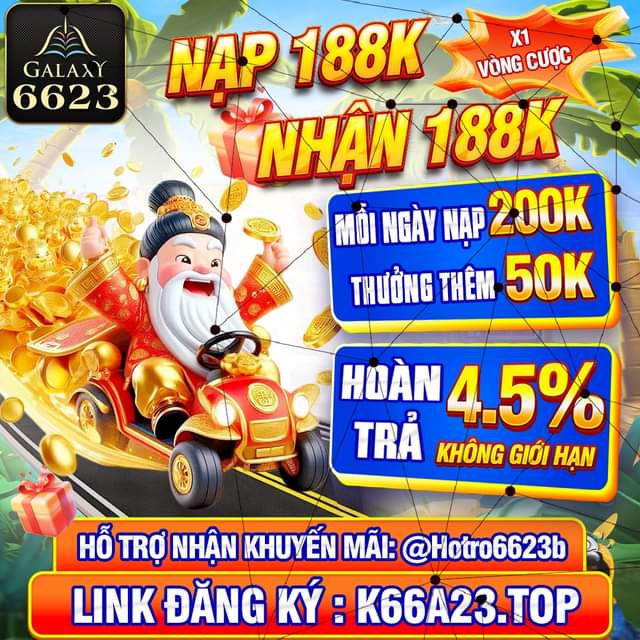 GALAXY
6623
NẠP 188K
X1
VÒNG CƯỢC
NHẬN 188K
MỖI NGÀY NẠP 200K
THƯỞNG THÊM 50K
HOÀN
TRẢ
4.5%
KHÔNG GIỚI HẠN
HỖ TRỢ NHẬN KHUYẾN MÃI: @Hotro6623b
LINK ĐĂNG KÝ : K66A23.TOP